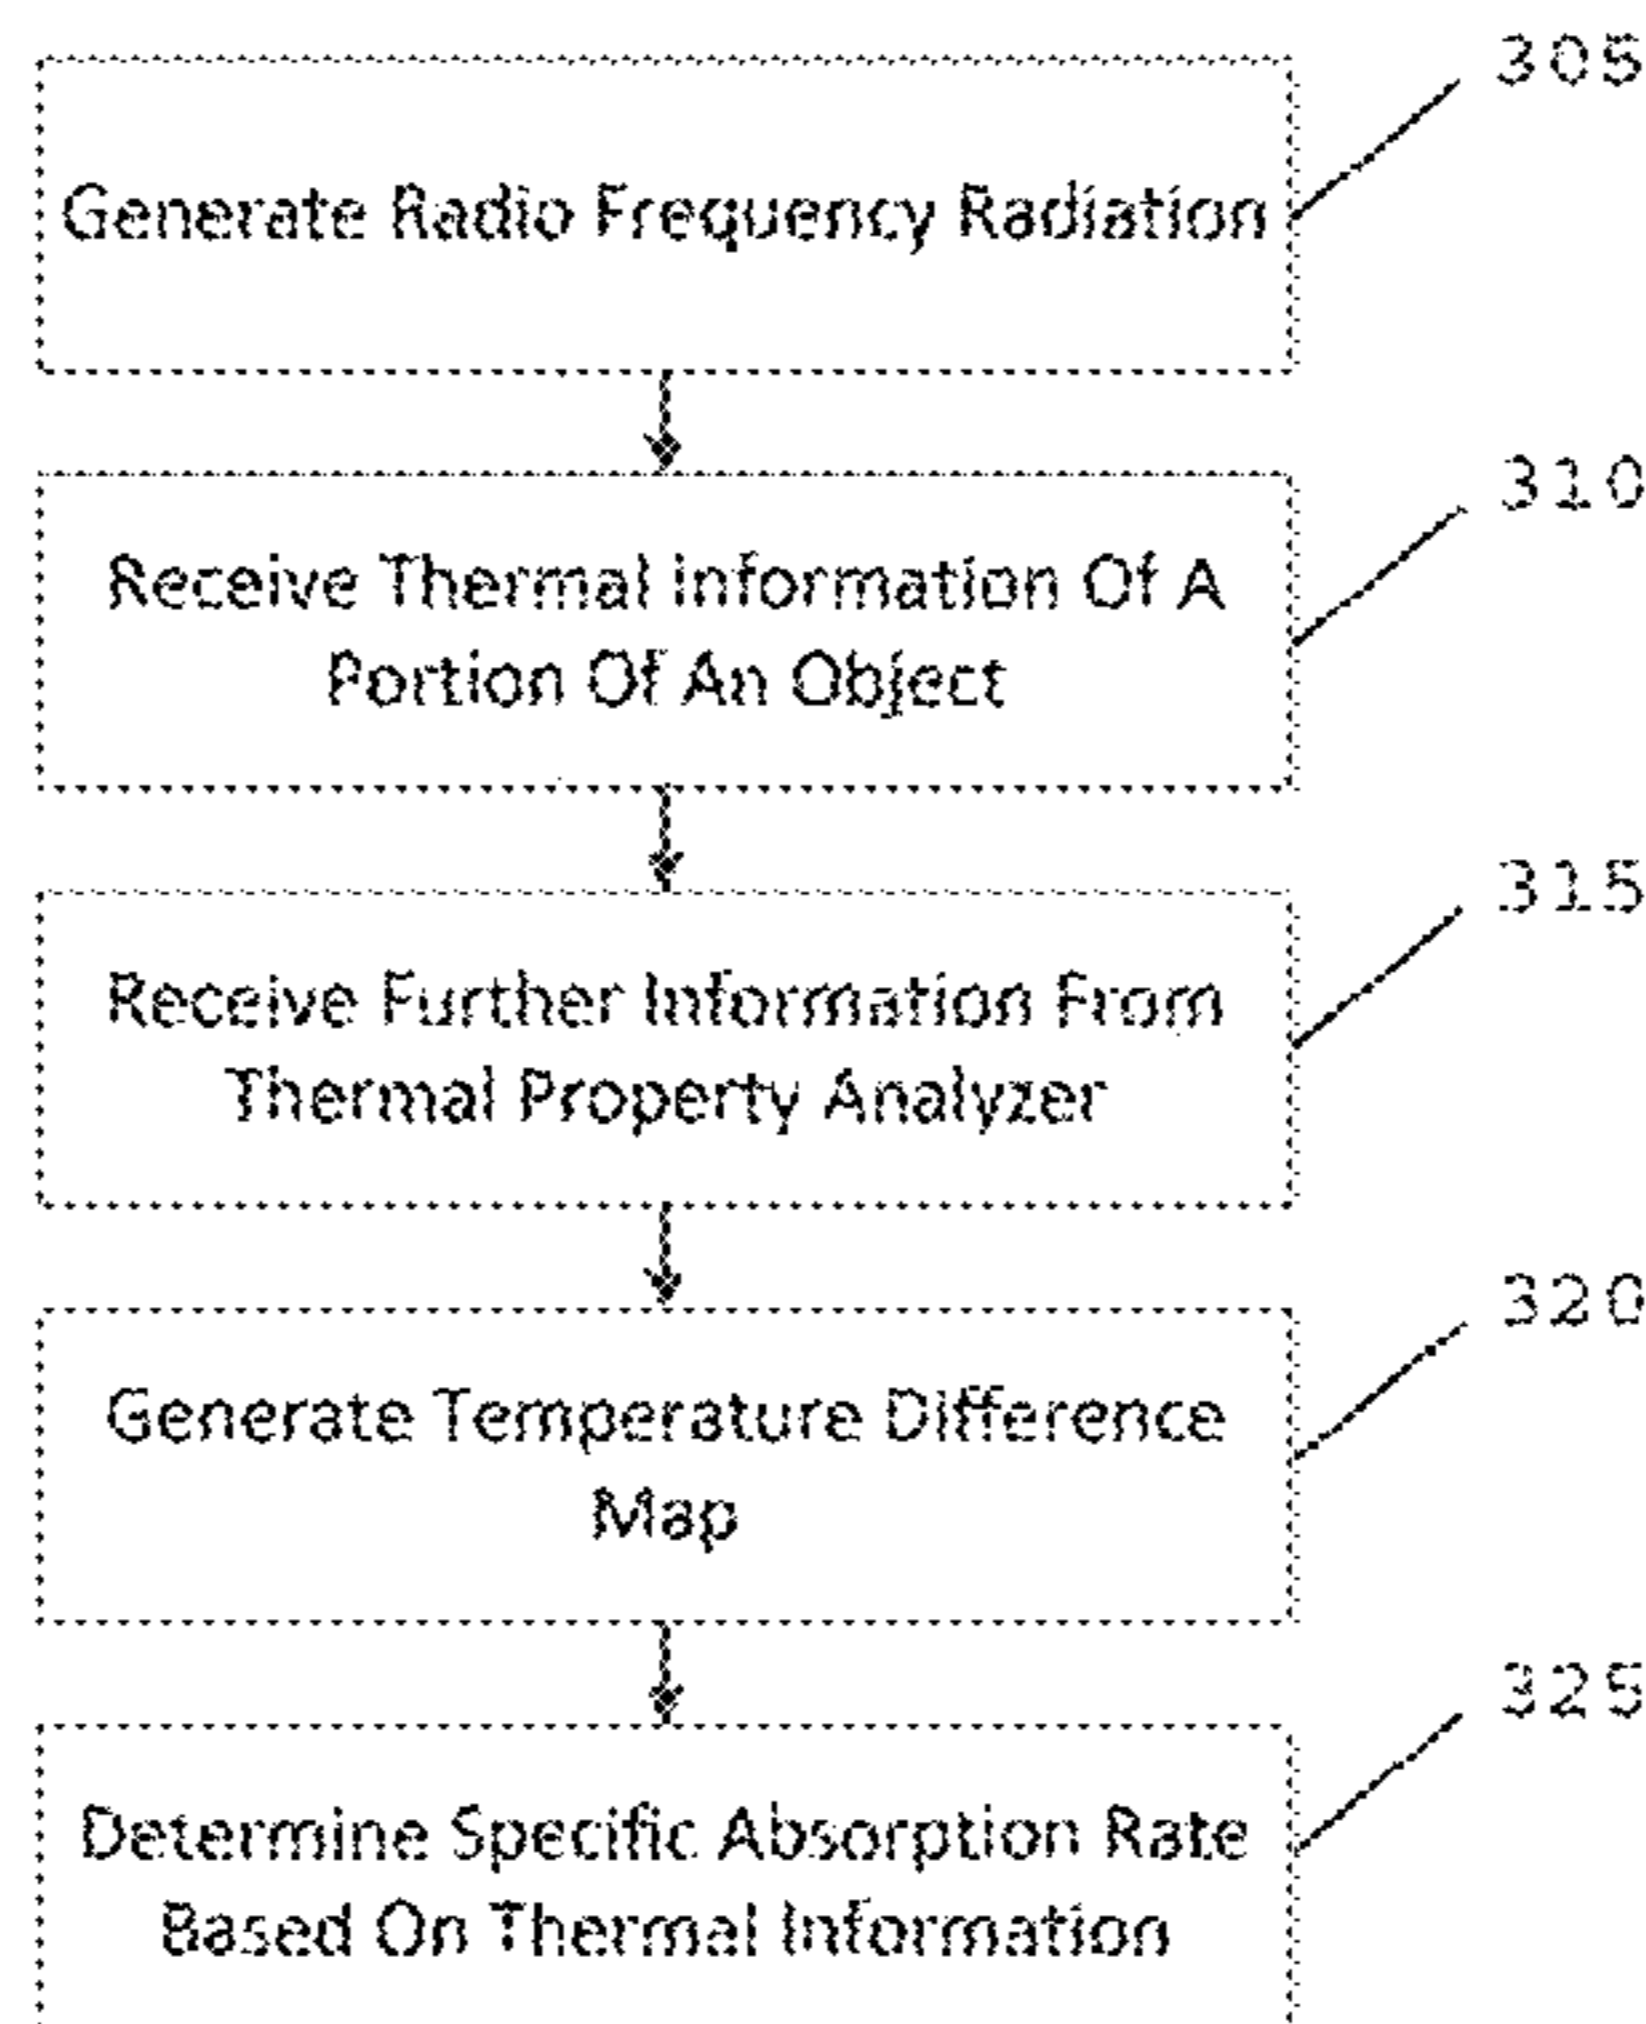 305
Generate Radio Frequency Radiation
310
Receive Thermal Information Of A
Portion Of An Object
315
Receive Further Information From
Thermal Property Analyzer
320
Generate Temperature Difference
Map
325
Determine Specific Absorption Rate
Based On Thermal Information